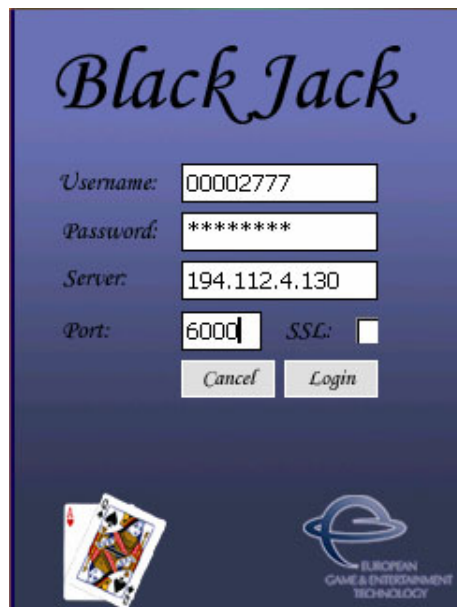 Black Jack
Username: 00002777
Password: ********
Server: 194.112.4.130
Port: 6000 SSL:
Cancel Login
A Q
EUROPEAN
GAME & ENTERTAINMENT
TECHNOLOGY